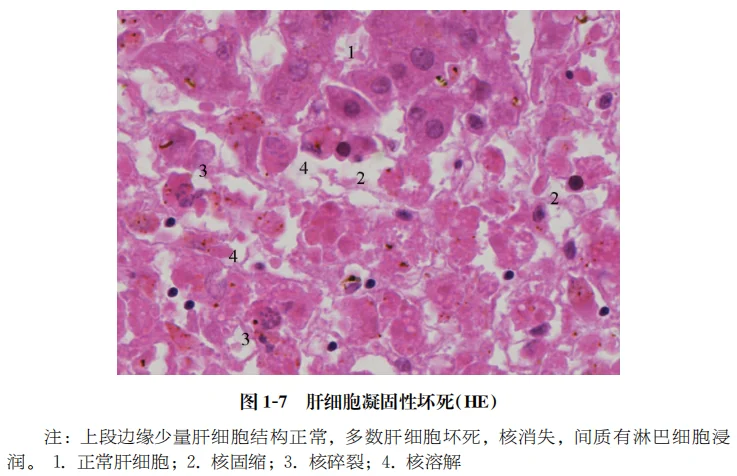 1
3
4
2
2
4
3
图 1-7 肝细胞凝固性坏死(HE)
注：上段边缘少量肝细胞结构正常，多数肝细胞坏死，核消失，间质有淋巴细胞浸
润。 1. 正常肝细胞；2. 核固缩；3. 核碎裂；4. 核溶解